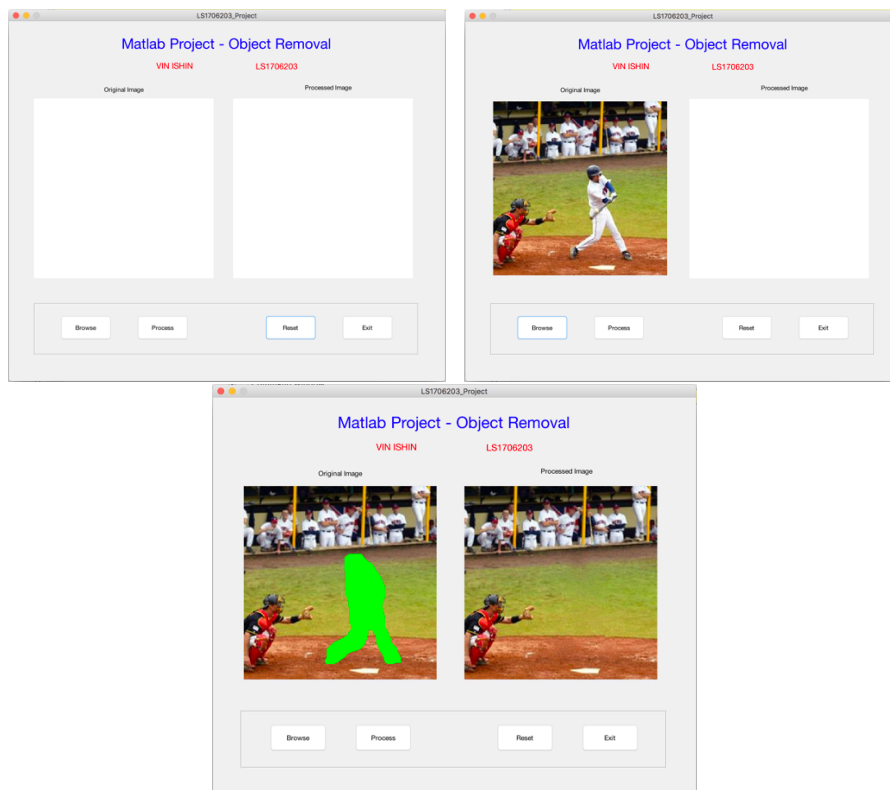 LS1706203_Project
Matlab Project - Object Removal
VIN ISHIN LS1706203
Original Image Processed Image
Browse Process Reset Exit
LS1706203_Project
Matlab Project - Object Removal
VIN ISHIN LS1706203
Original Image Processed Image
Browse Process Reset Exit
LS1706203_Project
Matlab Project - Object Removal
VIN ISHIN LS1706203
Original Image Processed Image
Browse Process Reset Exit